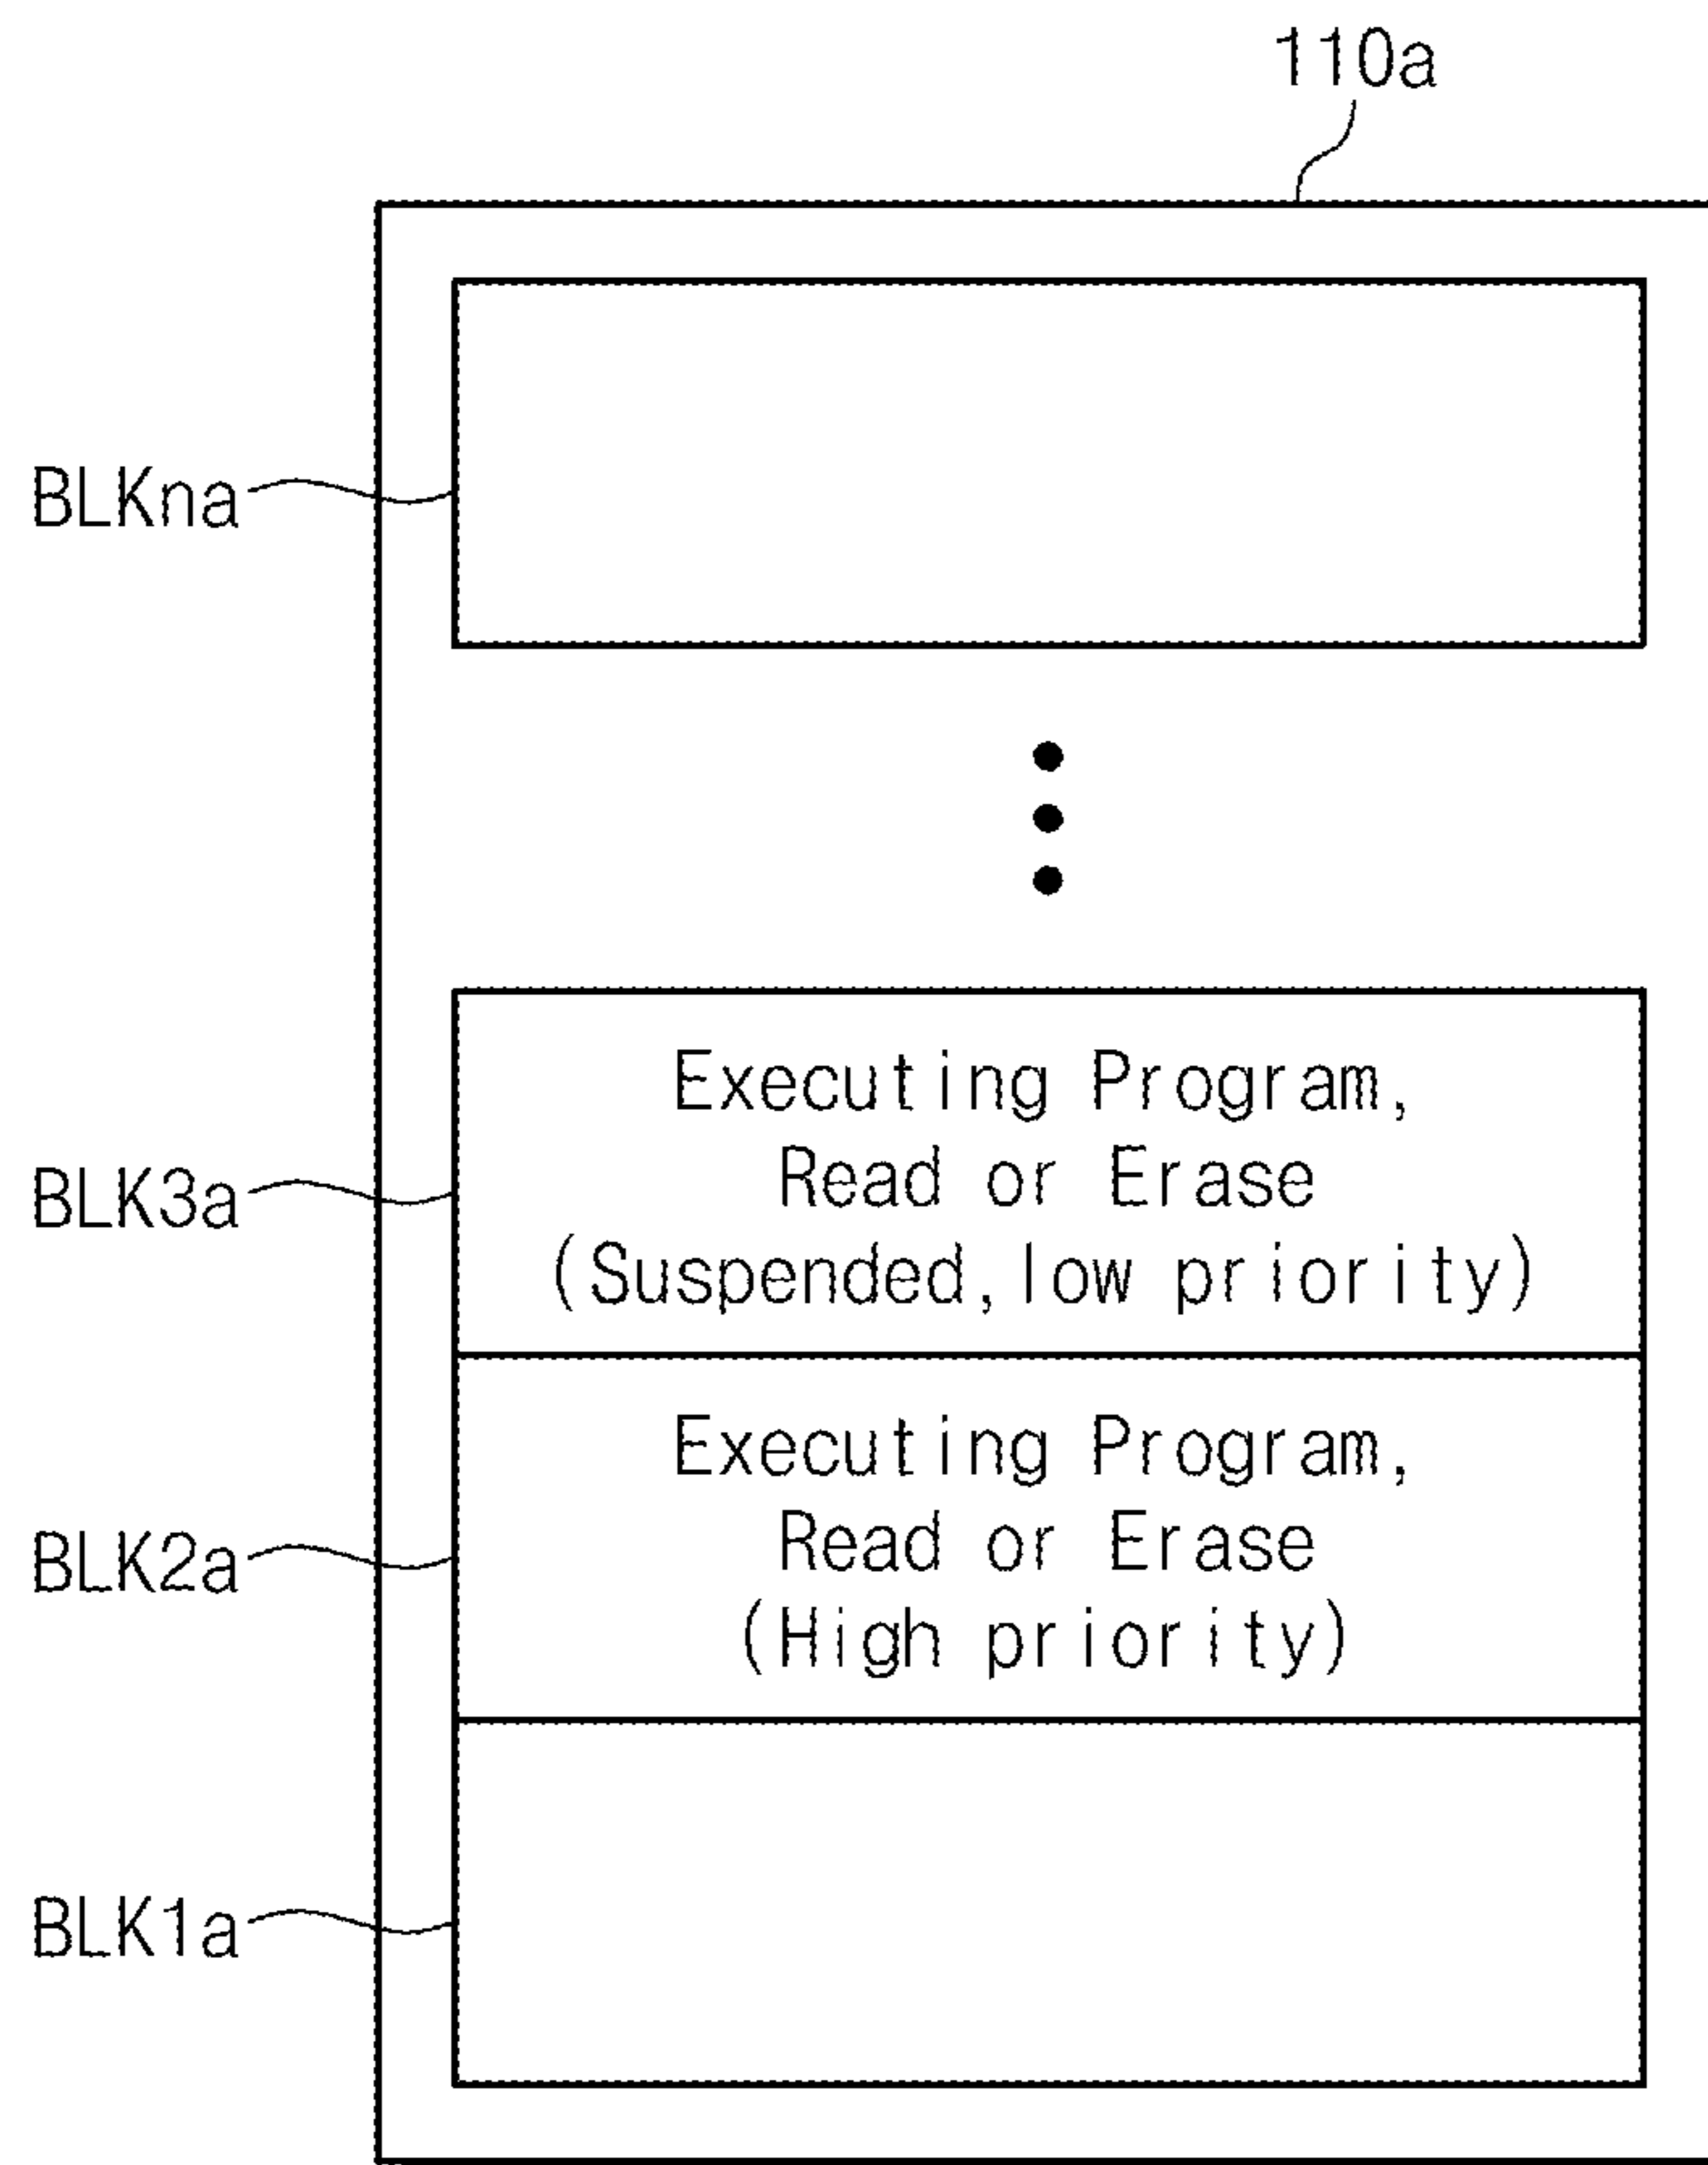 110a
BLKna
Executing Program,
Read or Erase
(Suspended, low priority)
BLK3a
Executing Program,
Read or Erase
(High priority)
BLK2a
BLK1a